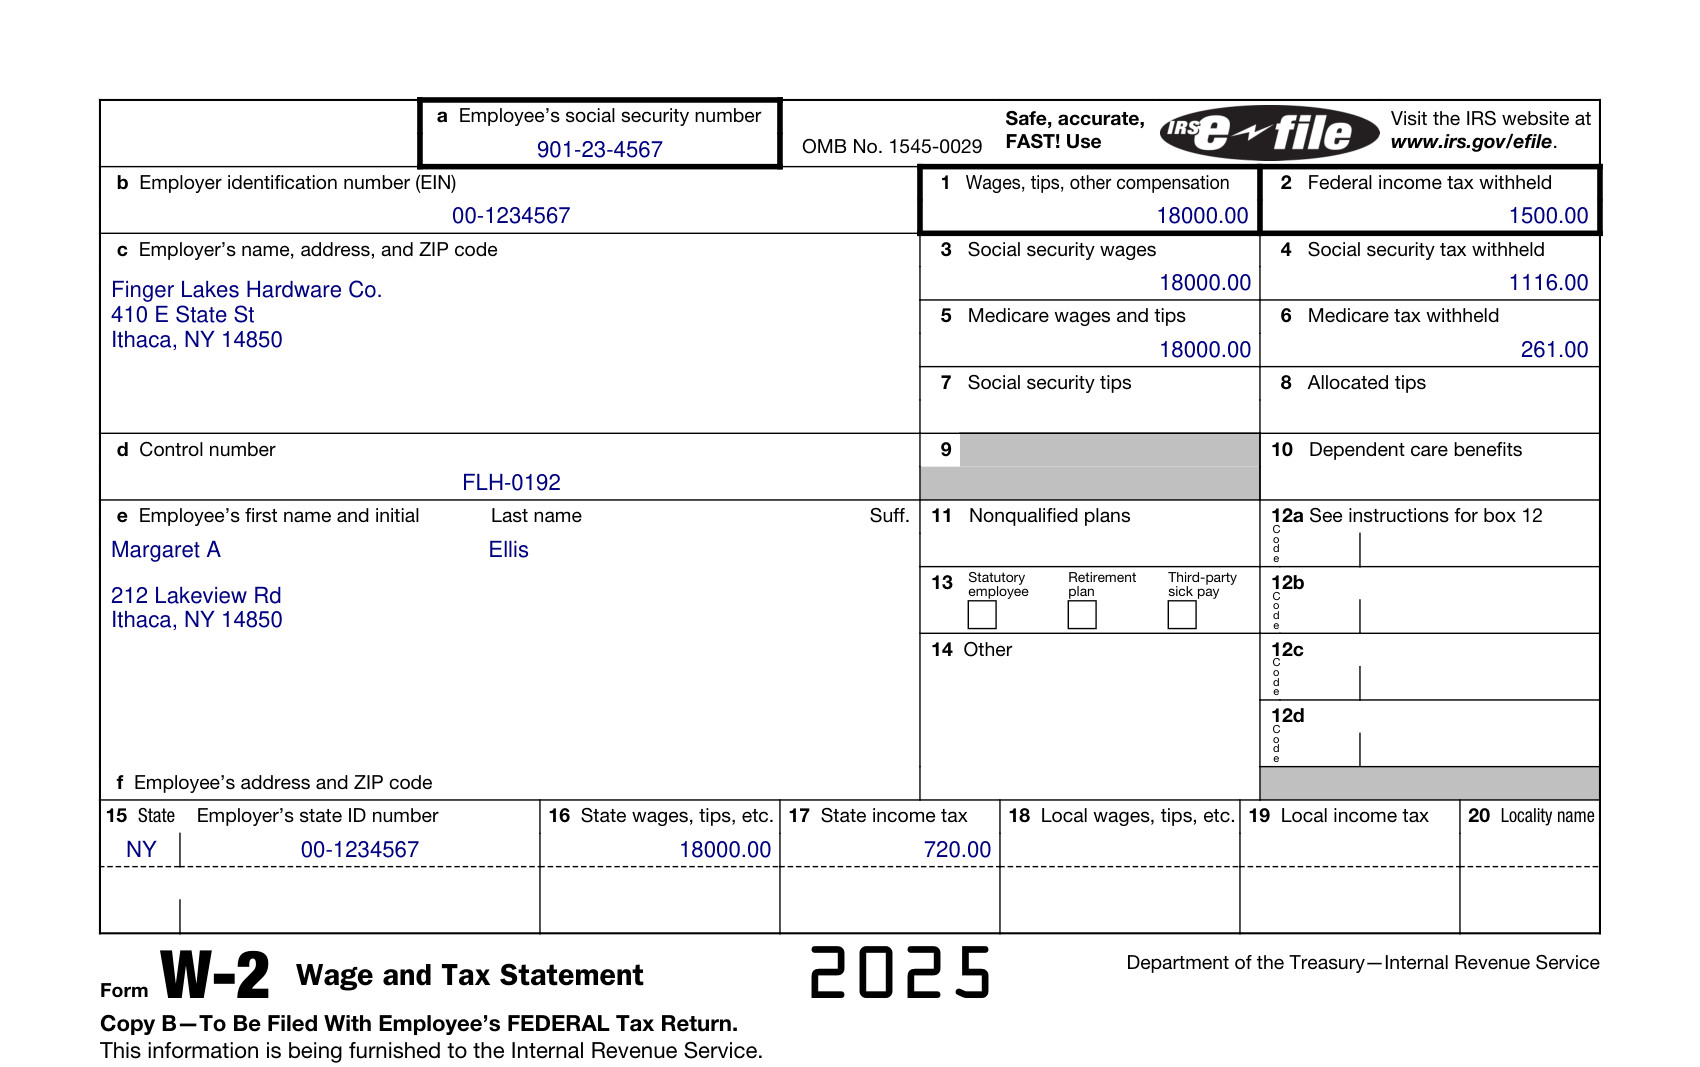 a Employee's social security number
901-23-4567
OMB No. 1545-0029
Safe, accurate,
FAST! Use
IRS e-file
Visit the IRS website at
www.irs.gov/efile.
b Employer identification number (EIN)
00-1234567
1 Wages, tips, other compensation
18000.00
2 Federal income tax withheld
1500.00
c Employer's name, address, and ZIP code
Finger Lakes Hardware Co.
410 E State St
Ithaca, NY 14850
3 Social security wages
18000.00
4 Social security tax withheld
1116.00
5 Medicare wages and tips
18000.00
6 Medicare tax withheld
261.00
7 Social security tips
8 Allocated tips
d Control number
FLH-0192
9
10 Dependent care benefits
e Employee's first name and initial Last name Suff.
Margaret A Ellis
212 Lakeview Rd
Ithaca, NY 14850
f Employee's address and ZIP code
11 Nonqualified plans
12a See instructions for box 12
Code
13 Statutory employee Retirement plan Third-party sick pay
12b
Code
14 Other
12c
Code
12d
Code
15 State Employer's state ID number 16 State wages, tips, etc. 17 State income tax 18 Local wages, tips, etc. 19 Local income tax 20 Locality name
NY 00-1234567 18000.00 720.00
Form W-2 Wage and Tax Statement 2025 Department of the Treasury—Internal Revenue Service
Copy B—To Be Filed With Employee's FEDERAL Tax Return.
This information is being furnished to the Internal Revenue Service.